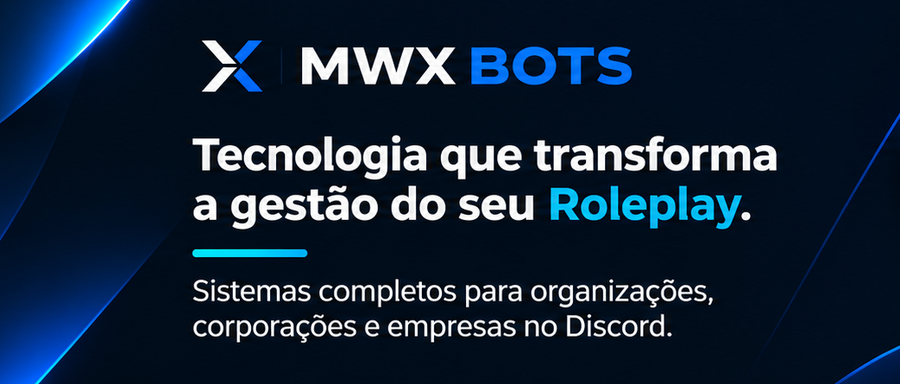 MWX BOTS
Tecnologia que transforma
a gestão do seu Roleplay.
Sistemas completos para organizações,
corporações e empresas no Discord.